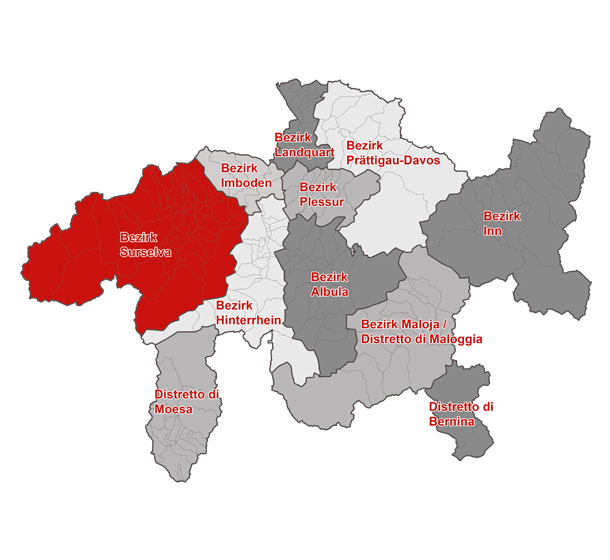 Bezirk
Landquart
Bezirk
Prättigau-Davos
Bezirk
Imboden
Bezirk
Plessur
Bezirk
Inn
Bezirk
Surselva
Bezirk
Albula
Bezirk
Hinterrhein
Bezirk Maloja /
Distretto di Maloggia
Distretto di
Moesa
Distretto di
Bernina